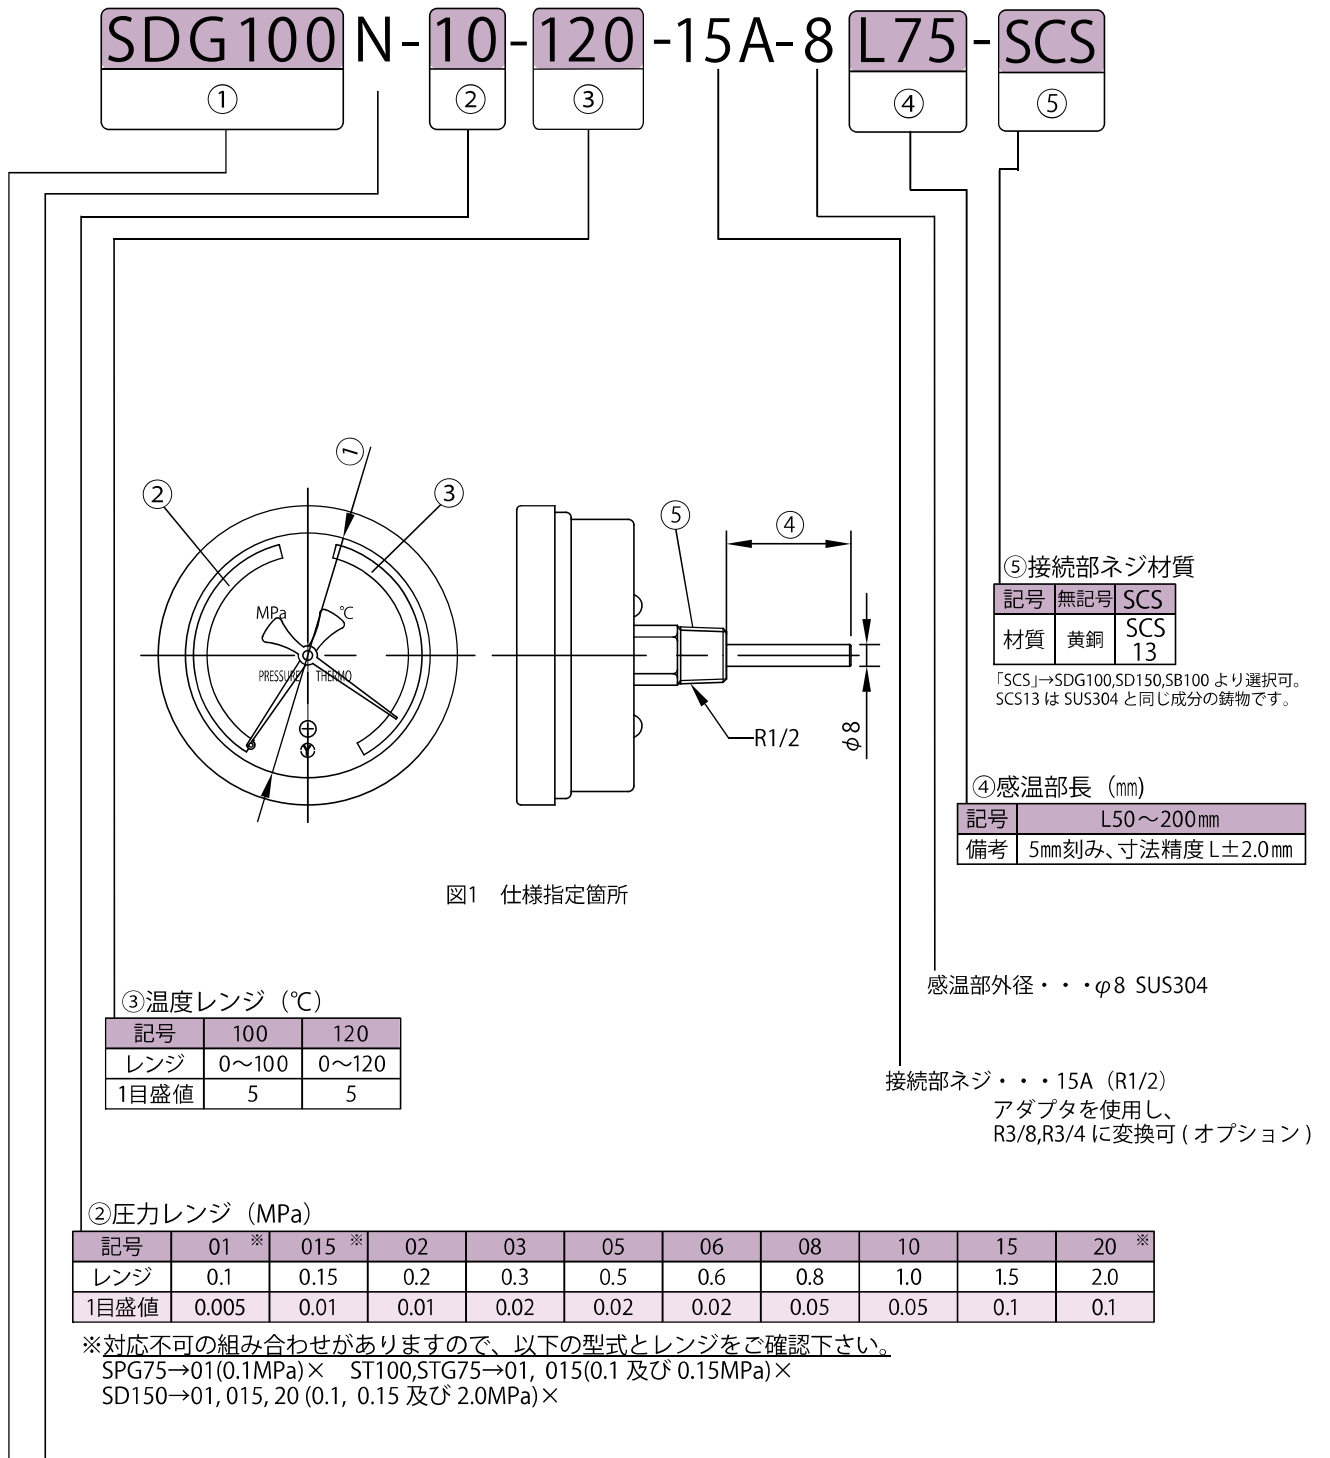 SDG100 N-10-120-15A-8 L75-SCS
① ② ③ ④ ⑤
①
② ③
⑤ ④
MPa ℃
PRESSURE THERMO
R1/2
φ8
図1 仕様指定箇所
⑤接続部ネジ材質
記号 無記号 SCS
材質 黄銅 SCS 13
「SCS」→SDG100,SD150,SB100 より選択可。
SCS13 は SUS304 と同じ成分の鋳物です。
④感温部長（㎜)
記号 L50～200㎜
備考 5㎜刻み、寸法精度 L±2.0㎜
感温部外径・・・φ8 SUS304
③温度レンジ（℃）
記号 100 120
レンジ 0～100 0～120
1目盛値 5 5
接続部ネジ・・・15A（R1/2）
アダプタを使用し、
R3/8,R3/4 に変換可 ( オプション )
②圧力レンジ（MPa）
記号 01※ 015※ 02 03 05 06 08 10 15 20※
レンジ 0.1 0.15 0.2 0.3 0.5 0.6 0.8 1.0 1.5 2.0
1目盛値 0.005 0.01 0.01 0.02 0.02 0.02 0.05 0.05 0.1 0.1
※対応不可の組み合わせがありますので、以下の型式とレンジをご確認下さい。
SPG75→01(0.1MPa)× ST100,STG75→01, 015(0.1 及び 0.15MPa)×
SD150→01, 015, 20 (0.1, 0.15 及び 2.0MPa)×